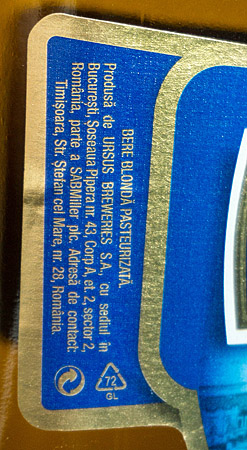 BERE BLONDĂ PASTEURIZATĂ.
Produsă de URSUS BREWERIES S.A., cu sediul în
București, Șoseaua Pipera nr. 43, Corp A, et. 2, sector 2,
România, parte a SABMiller plc. Adresă de contact:
Timișoara, Str. Ștefan cel Mare, nr. 28, România.
72
GL